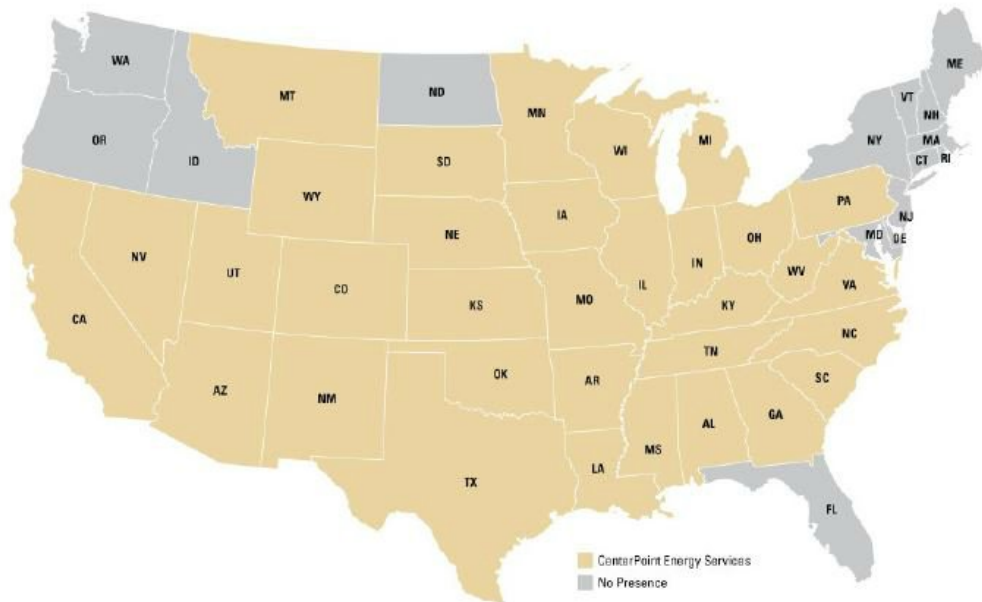 WA
ME
MT
ND
VT
MN
NH
OR
NY
MA
WI
MI
ID
SD
CT
RI
WY
PA
IA
NJ
NE
OH
MD
DE
NV
IN
UT
WV
IL
VA
CO
MO
KS
KY
CA
NC
TN
OK
AR
SC
AZ
NM
GA
AL
MS
LA
TX
FL
CenterPoint Energy Services
No Presence